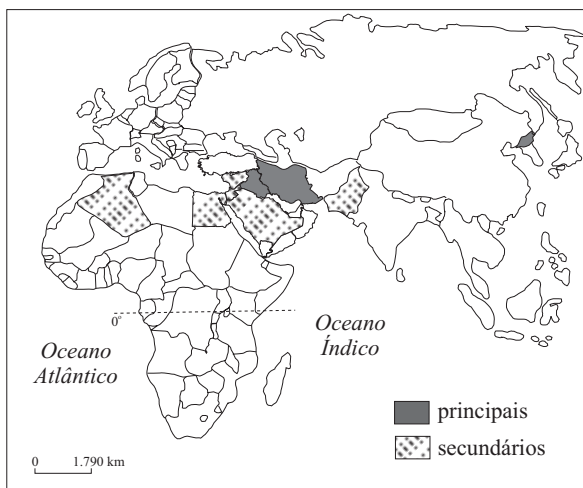 0°
Oceano
Atlântico
Oceano
Índico
principais
secundários
0 1.790 km